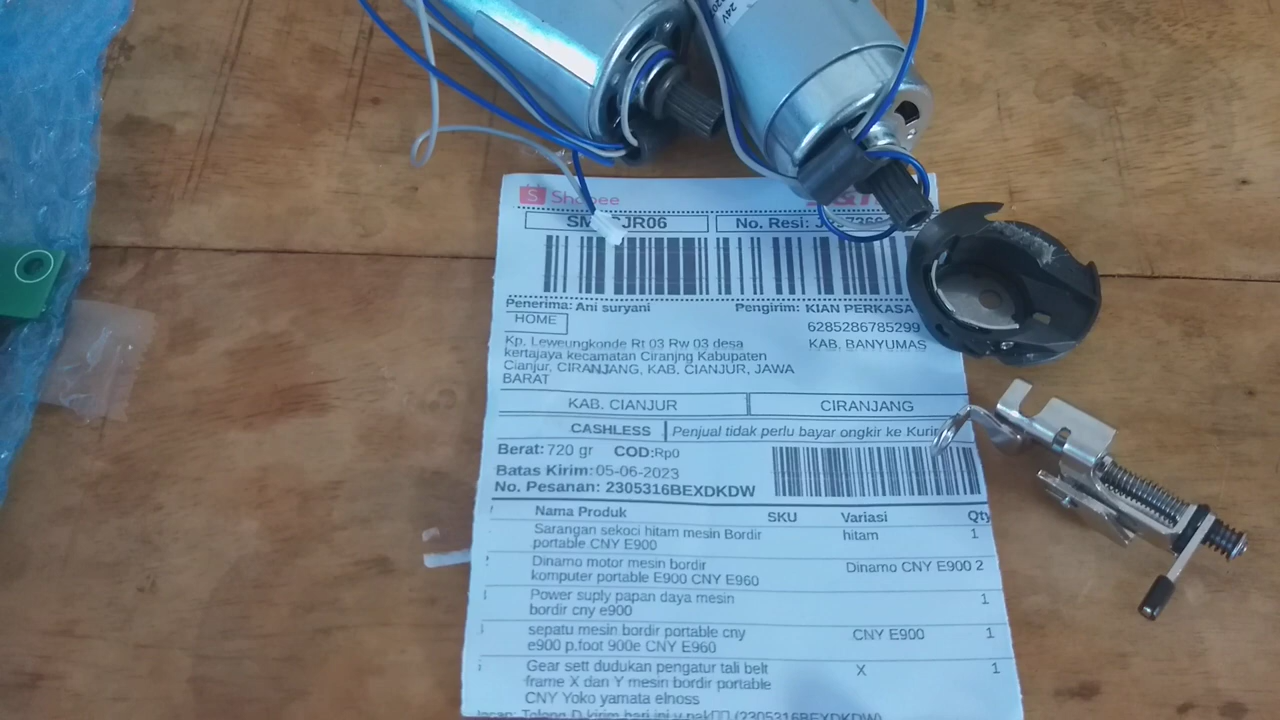 24V
Shopee
No. Resi:
Penerima: Ani suryani
Pengirim: KIAN PERKASA
HOME
6285286785299
KAB, BANYUMAS
Kp. Leweungkonde Rt 03 Rw 03 desa
kertajaya kecamatan Ciranjng Kabupaten
Cianjur, CIRANJANG, KAB. CIANJUR, JAWA
BARAT
KAB. CIANJUR
CIRANJANG
CASHLESS
Penjual tidak perlu bayar ongkir ke Kurir
Berat: 720 gr COD:Rp0
Batas Kirim: 05-06-2023
No. Pesanan: 2305316BEXDKDW
Nama Produk SKU Variasi Qty
Sarangan sekoci hitam mesin Bordir hitam 1
portable CNY E900
Dinamo motor mesin bordir Dinamo CNY E900 2
komputer portable E900 CNY E960
Power suply papan daya mesin 1
bordir cny e900
sepatu mesin bordir portable cny CNY E900 1
e900 p.foot 900e CNY E960
Gear sett dudukan pengatur tali belt X 1
frame X dan Y mesin bordir portable
CNY Yoko yamata elnoss
Tolong D kirim hari ini y pak (2305316BEXDKDW)